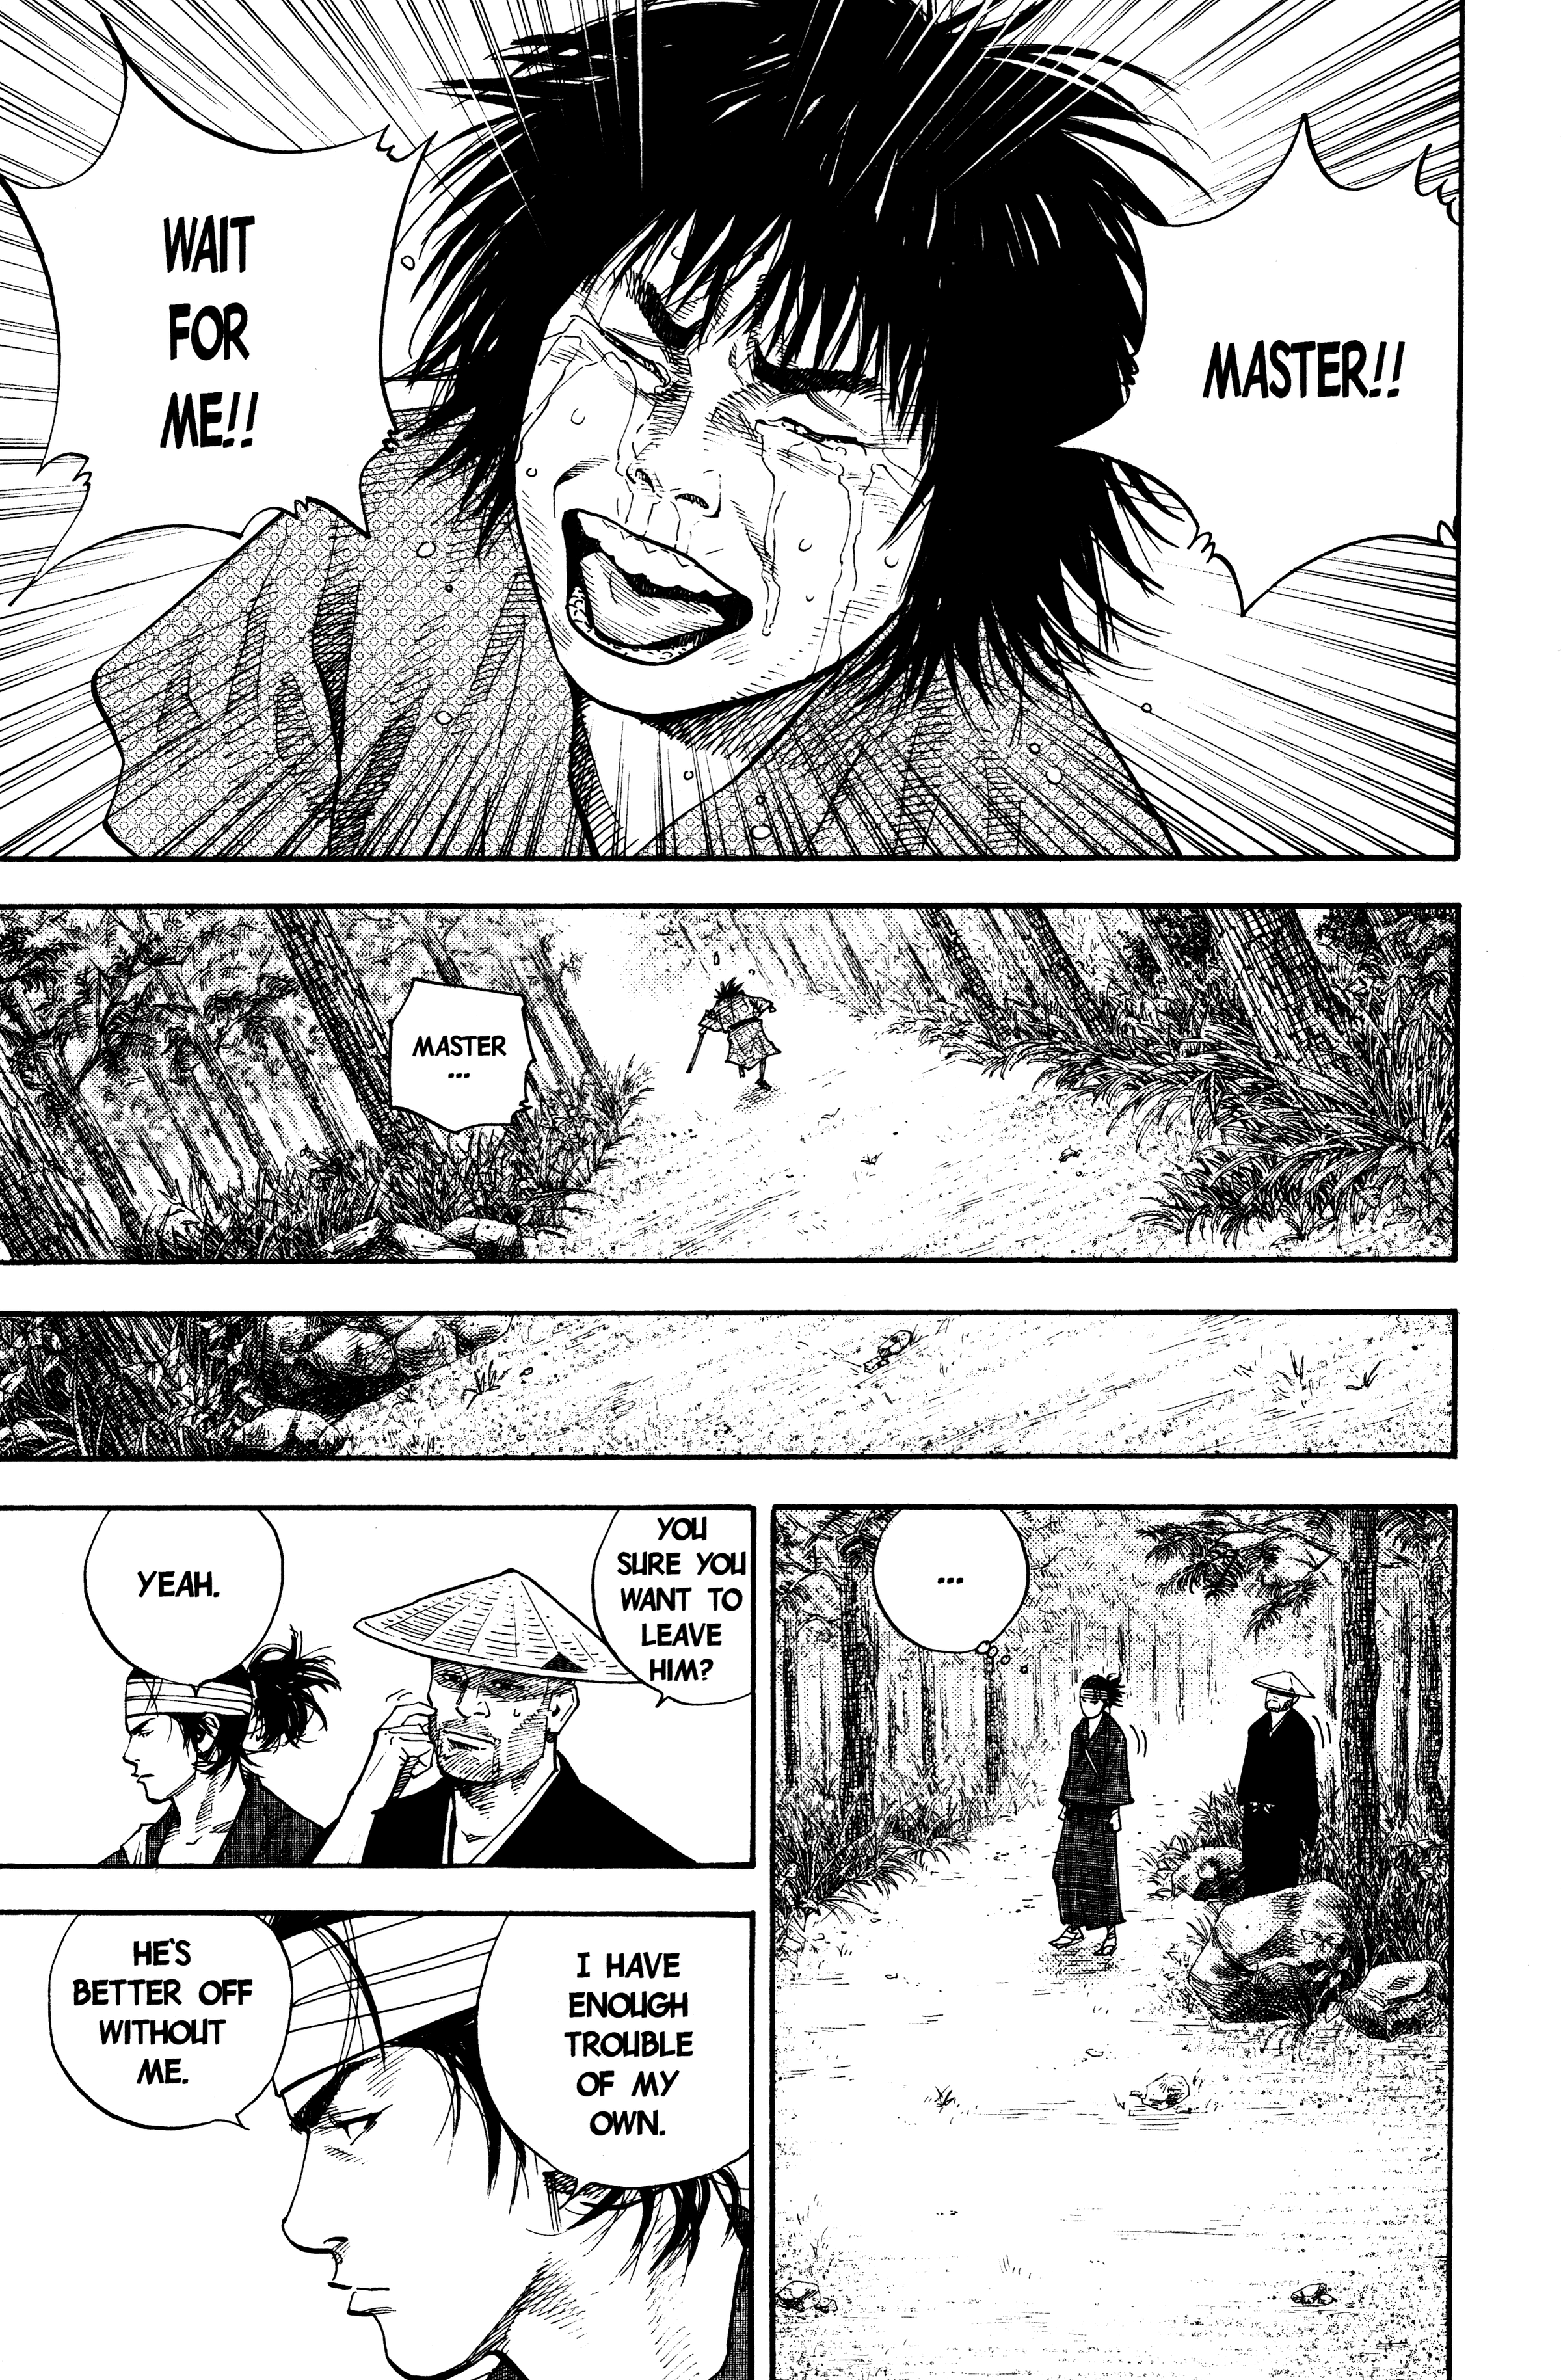 MASTER!!
WAIT
FOR
ME!!
MASTER
...
...
YOU
SURE YOU
WANT TO
LEAVE
HIM?
YEAH.
I HAVE
ENOUGH
TROUBLE
OF MY
OWN.
HE'S
BETTER OFF
WITHOUT
ME.